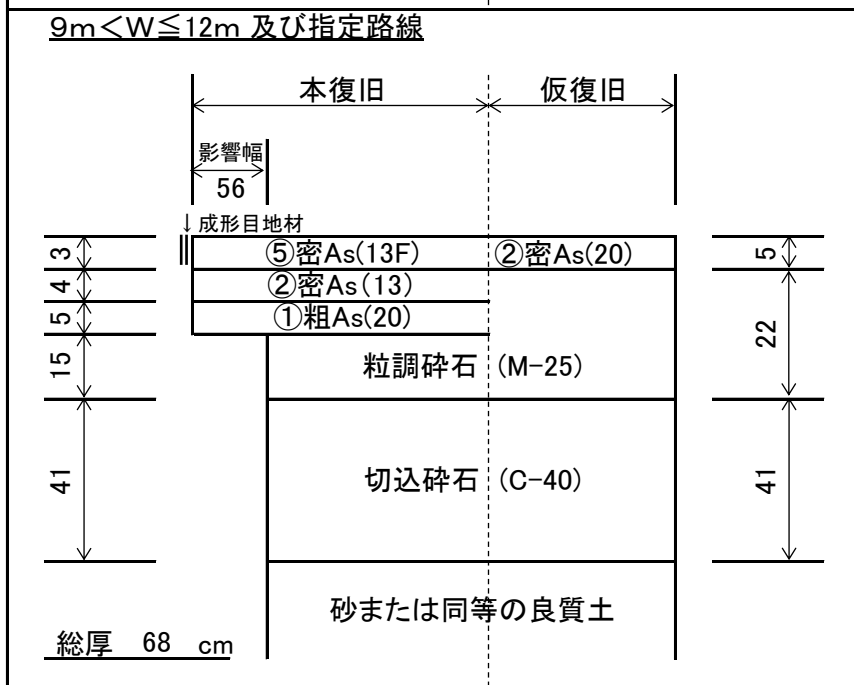 ９ｍ＜Ｗ≦12ｍ 及び指定路線
本復旧 仮復旧
影響幅
56
↓成形目地材
3 ⑤密As(13F) ②密As(20) 5
4 ②密As(13)
5 ①粗As(20)
15 粒調砕石 (M-25) 22
41 切込砕石 (C-40) 41
砂または同等の良質土
総厚 68 cm